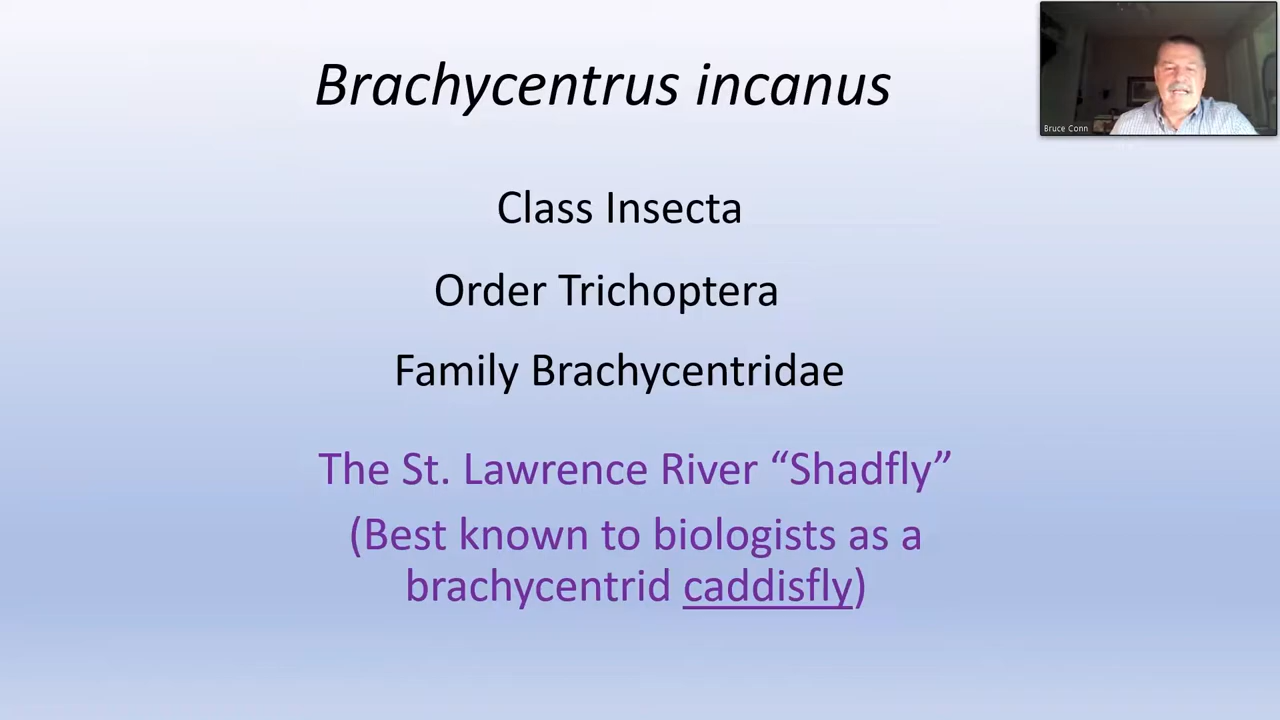 Brachycentrus incanus
Bruce Conn
Class Insecta
Order Trichoptera
Family Brachycentridae
The St. Lawrence River “Shadfly”
(Best known to biologists as a
brachycentrid caddisfly)